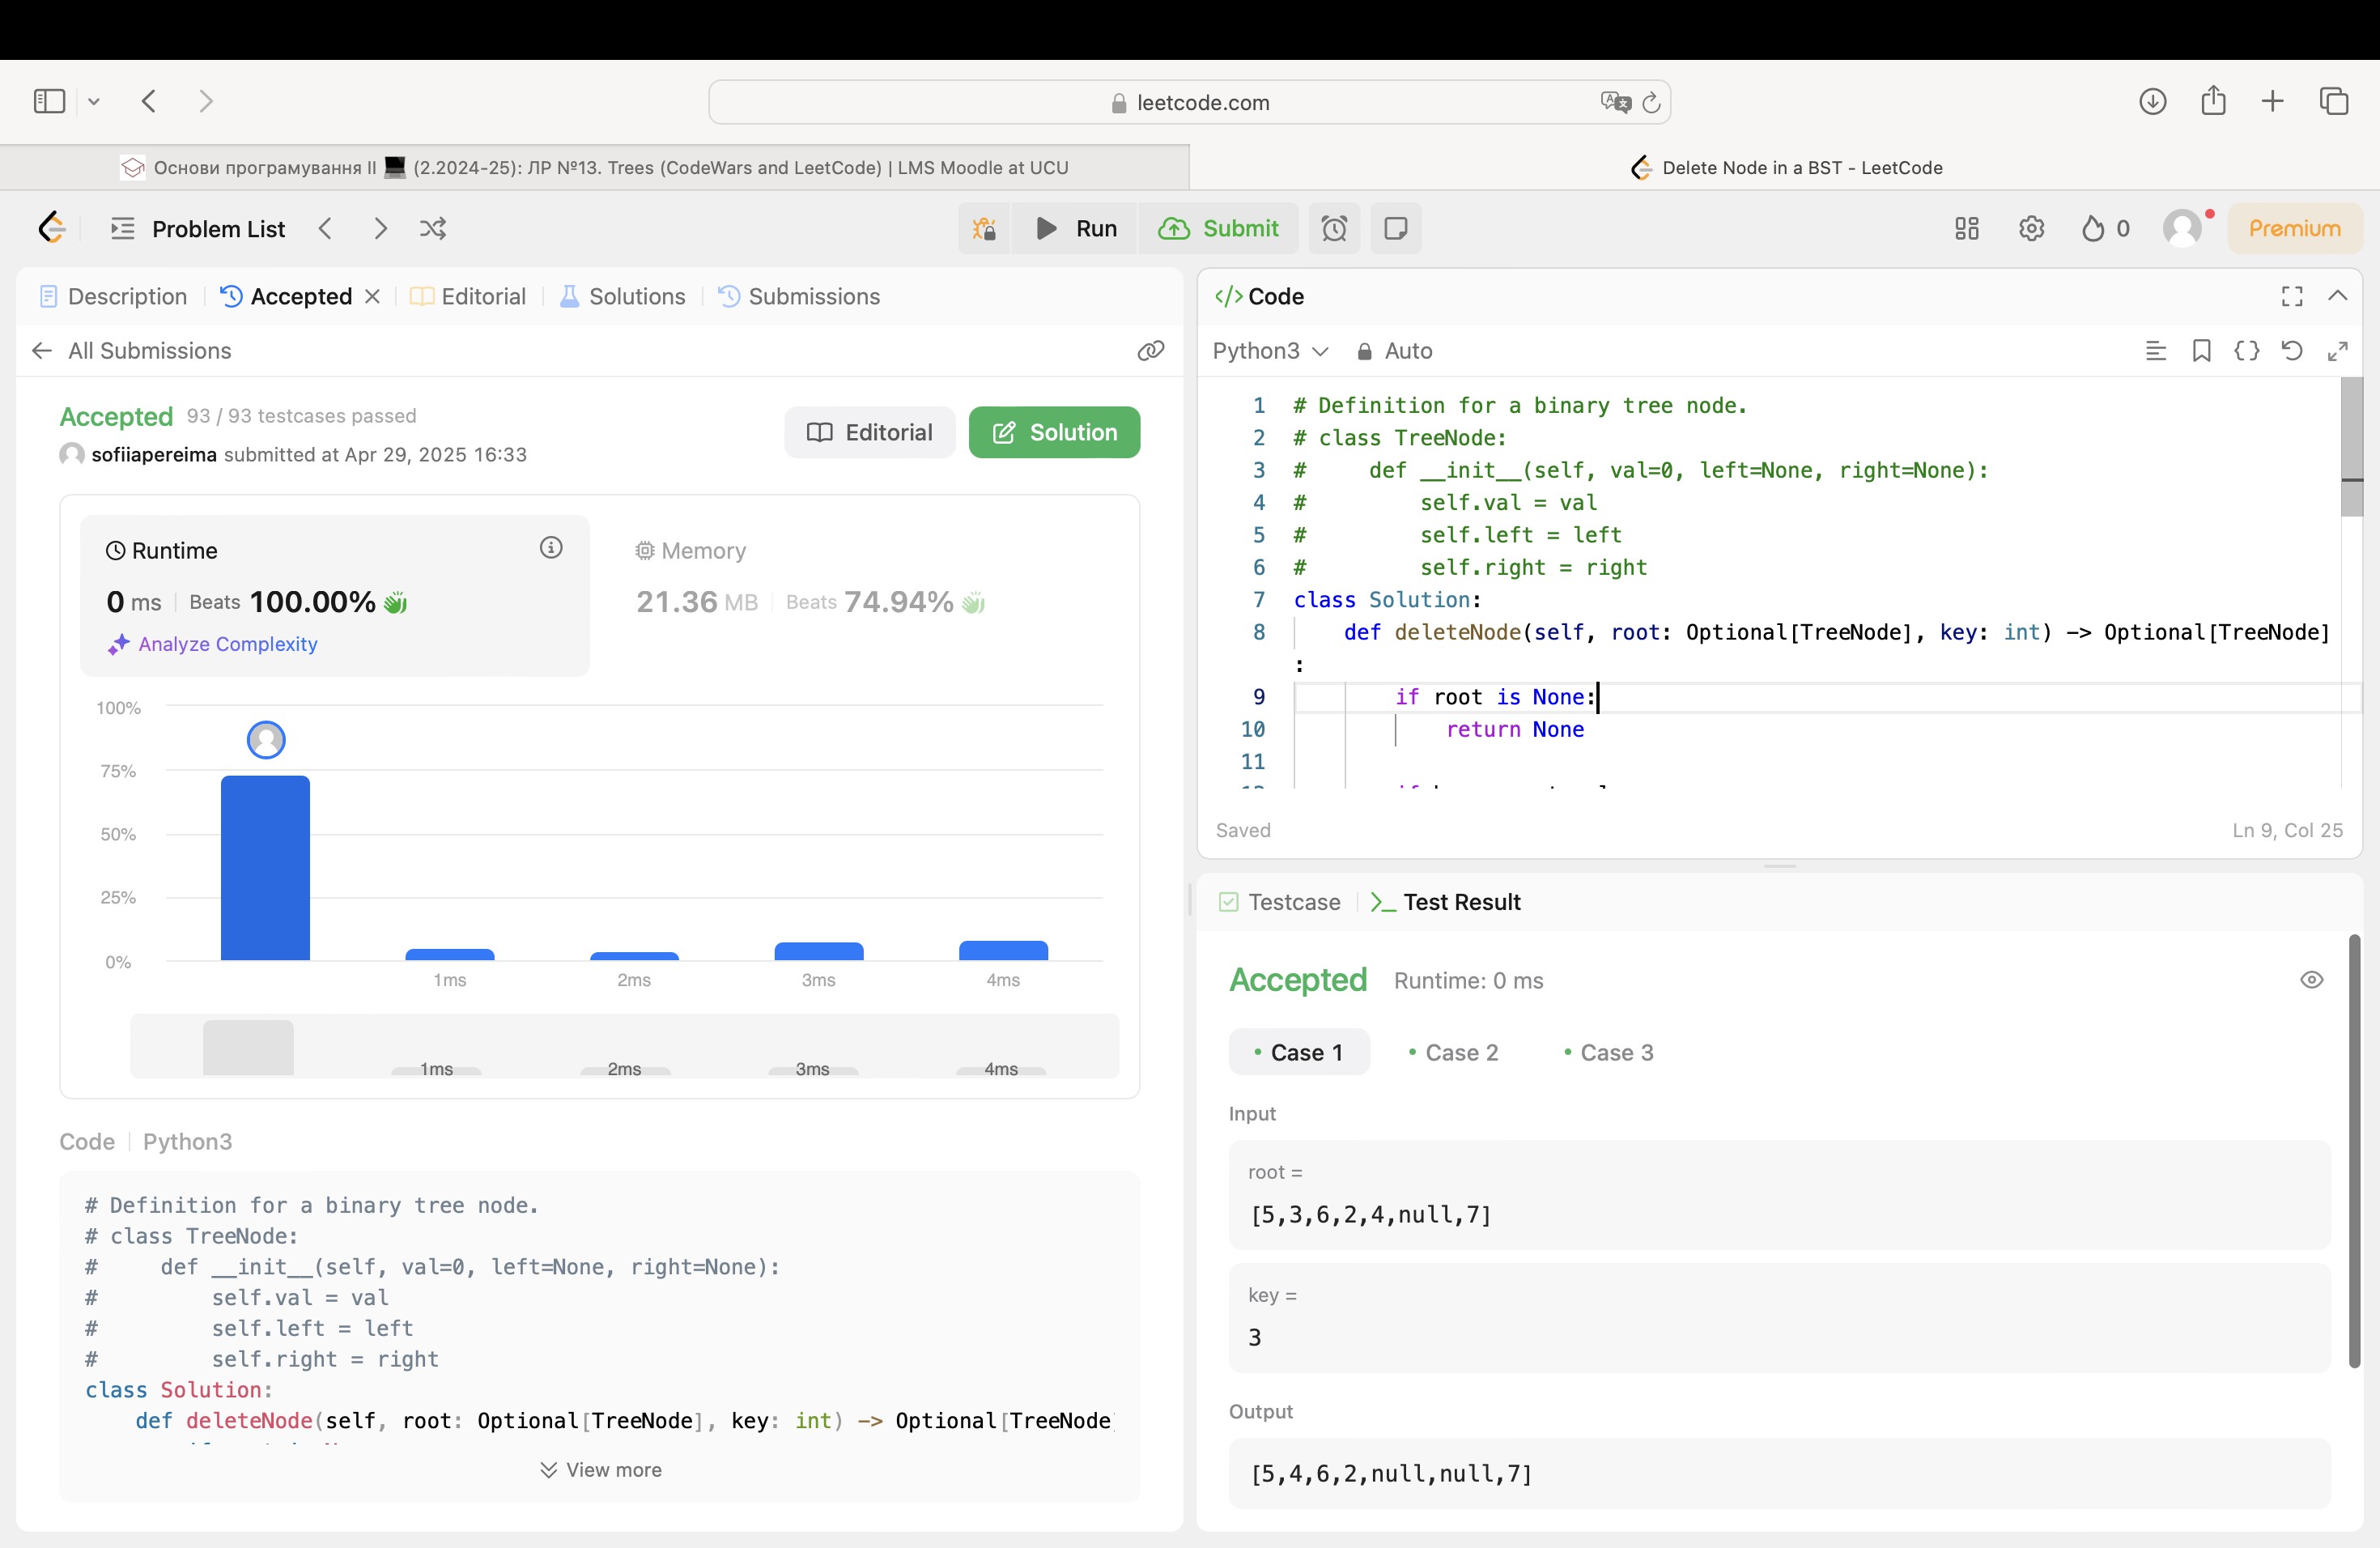 leetcode.com
Основи програмування II 💻 (2.2024-25): ЛР №13. Trees (CodeWars and LeetCode) | LMS Moodle at UCU
Delete Node in a BST - LeetCode
Problem List
Run
Submit
0
Premium
Description
Accepted
Editorial
Solutions
Submissions
All Submissions
Accepted 93 / 93 testcases passed
sofiiapereima submitted at Apr 29, 2025 16:33
Editorial
Solution
Runtime
0 ms Beats 100.00%
Analyze Complexity
Memory
21.36 MB Beats 74.94%
100%
75%
50%
25%
0%
1ms
2ms
3ms
4ms
1ms
2ms
3ms
4ms
Code Python3
# Definition for a binary tree node.
# class TreeNode:
#     def __init__(self, val=0, left=None, right=None):
#         self.val = val
#         self.left = left
#         self.right = right
class Solution:
    def deleteNode(self, root: Optional[TreeNode], key: int) -> Optional[TreeNode]
View more
Code
Python3
Auto
1 # Definition for a binary tree node.
2 # class TreeNode:
3 #     def __init__(self, val=0, left=None, right=None):
4 #         self.val = val
5 #         self.left = left
6 #         self.right = right
7 class Solution:
8     def deleteNode(self, root: Optional[TreeNode], key: int) -> Optional[TreeNode]
:
9         if root is None:
10             return None
11
Saved
Ln 9, Col 25
Testcase
Test Result
Accepted Runtime: 0 ms
Case 1
Case 2
Case 3
Input
root =
[5,3,6,2,4,null,7]
key =
3
Output
[5,4,6,2,null,null,7]